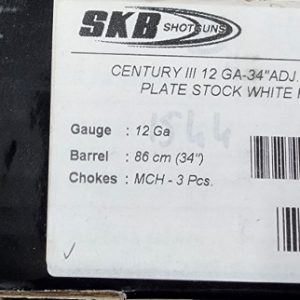 SKB SHOTGUNS
CENTURY III 12 GA-34"ADJ.
PLATE STOCK WHITE
Gauge : 12 Ga
1544
Barrel : 86 cm (34")
Chokes : MCH - 3 Pcs.